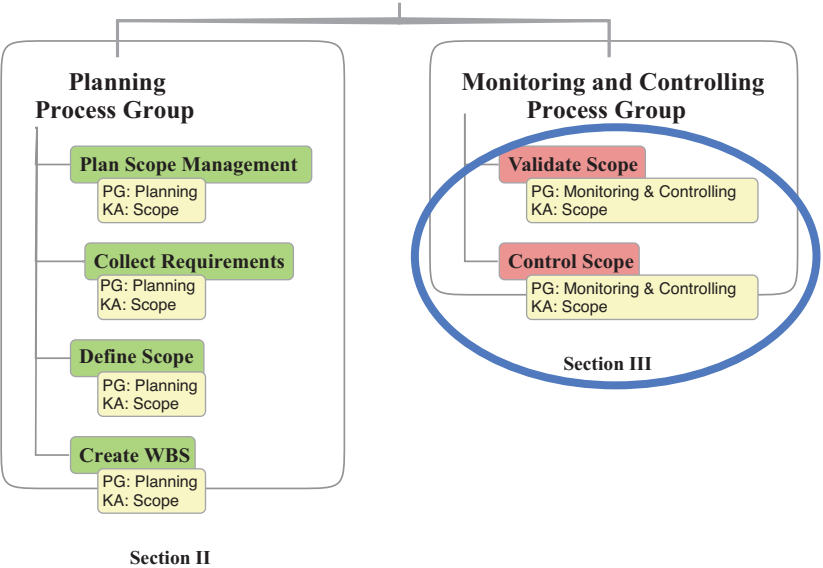 Planning
Process Group
Plan Scope Management
PG: Planning
KA: Scope
Collect Requirements
PG: Planning
KA: Scope
Define Scope
PG: Planning
KA: Scope
Create WBS
PG: Planning
KA: Scope
Section II
Monitoring and Controlling
Process Group
Validate Scope
PG: Monitoring & Controlling
KA: Scope
Control Scope
PG: Monitoring & Controlling
KA: Scope
Section III